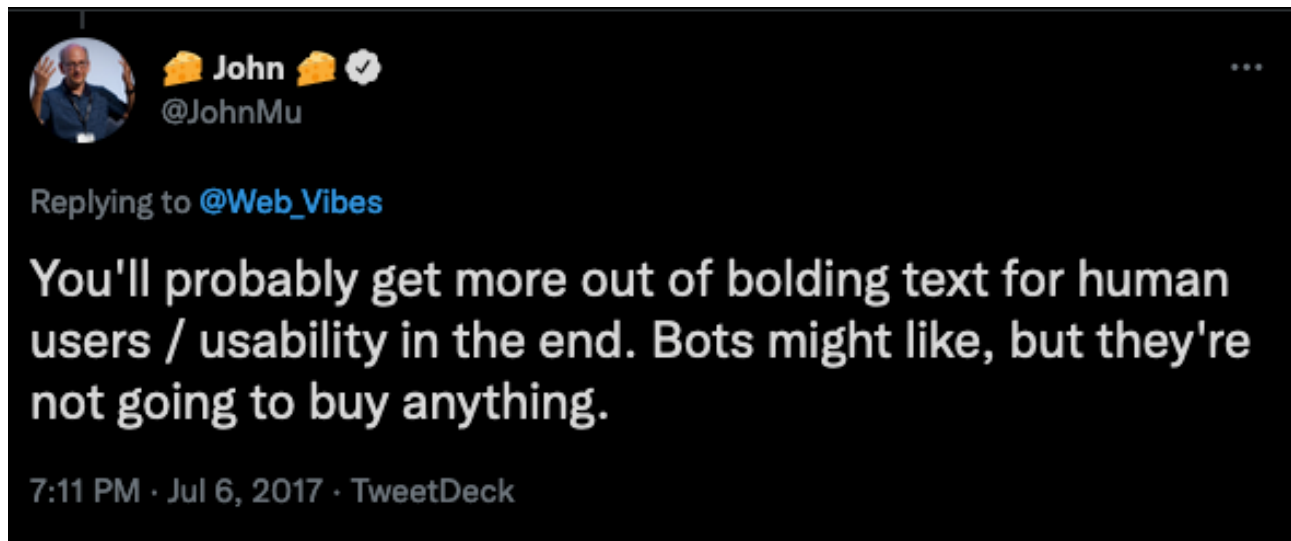 🧀 John 🧀
@JohnMu
Replying to @Web_Vibes
You'll probably get more out of bolding text for human
users / usability in the end. Bots might like, but they're
not going to buy anything.
7:11 PM · Jul 6, 2017 · TweetDeck